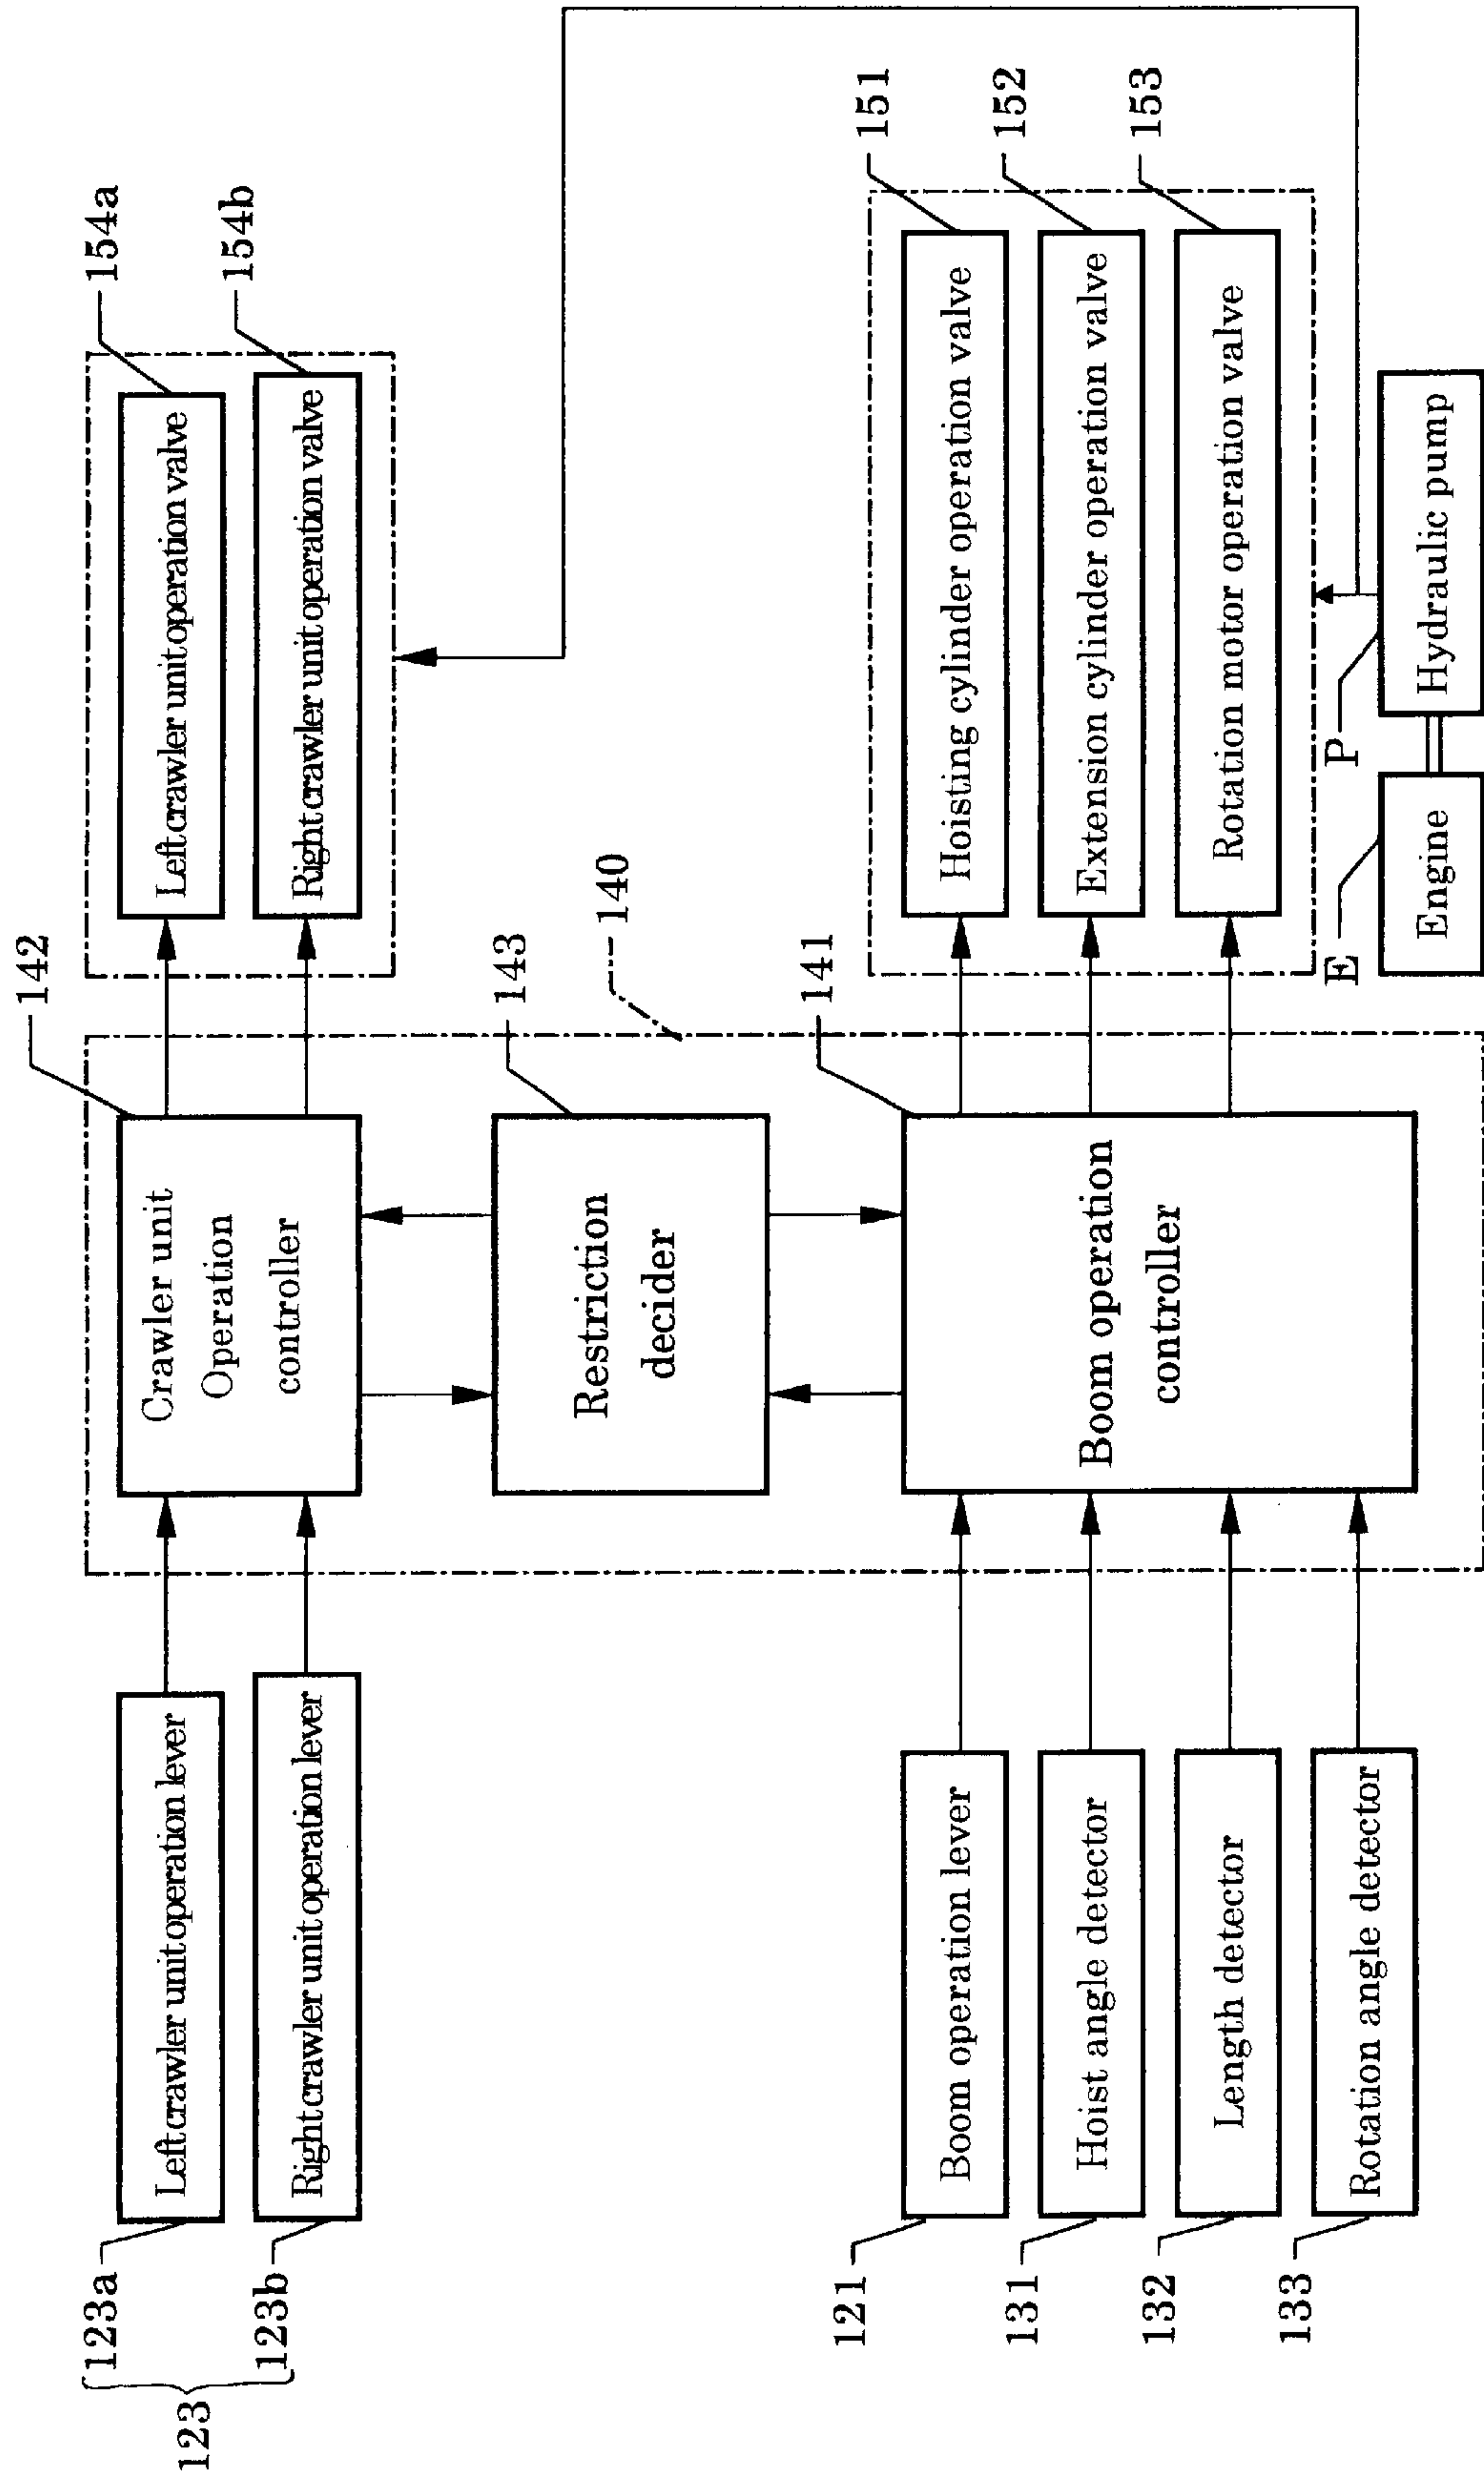 123
123a
123b
Left crawler unit operation lever
Right crawler unit operation lever
142
Crawler unit
Operation
controller
154a
Left crawler unit operation valve
154b
Right crawler unit operation valve
143
Restriction
decider
140
121
Boom operation lever
131
Hoist angle detector
132
Length detector
133
Rotation angle detector
141
Boom operation
controller
151
Hoisting cylinder operation valve
152
Extension cylinder operation valve
153
Rotation motor operation valve
E
Engine
P
Hydraulic pump